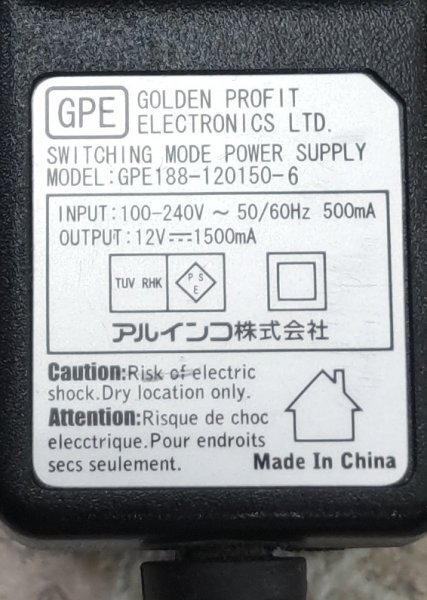 GPE GOLDEN PROFIT
ELECTRONICS LTD.
SWITCHING MODE POWER SUPPLY
MODEL:GPE188-120150-6
INPUT:100-240V ~ 50/60Hz 500mA
OUTPUT:12V⎓1500mA
TUV RHK
P S
E
アルインコ株式会社
Caution:Risk of electric
shock.Dry location only.
Attention:Risque de choc
elecctrique.Pour endroits
secs seulement.
Made In China